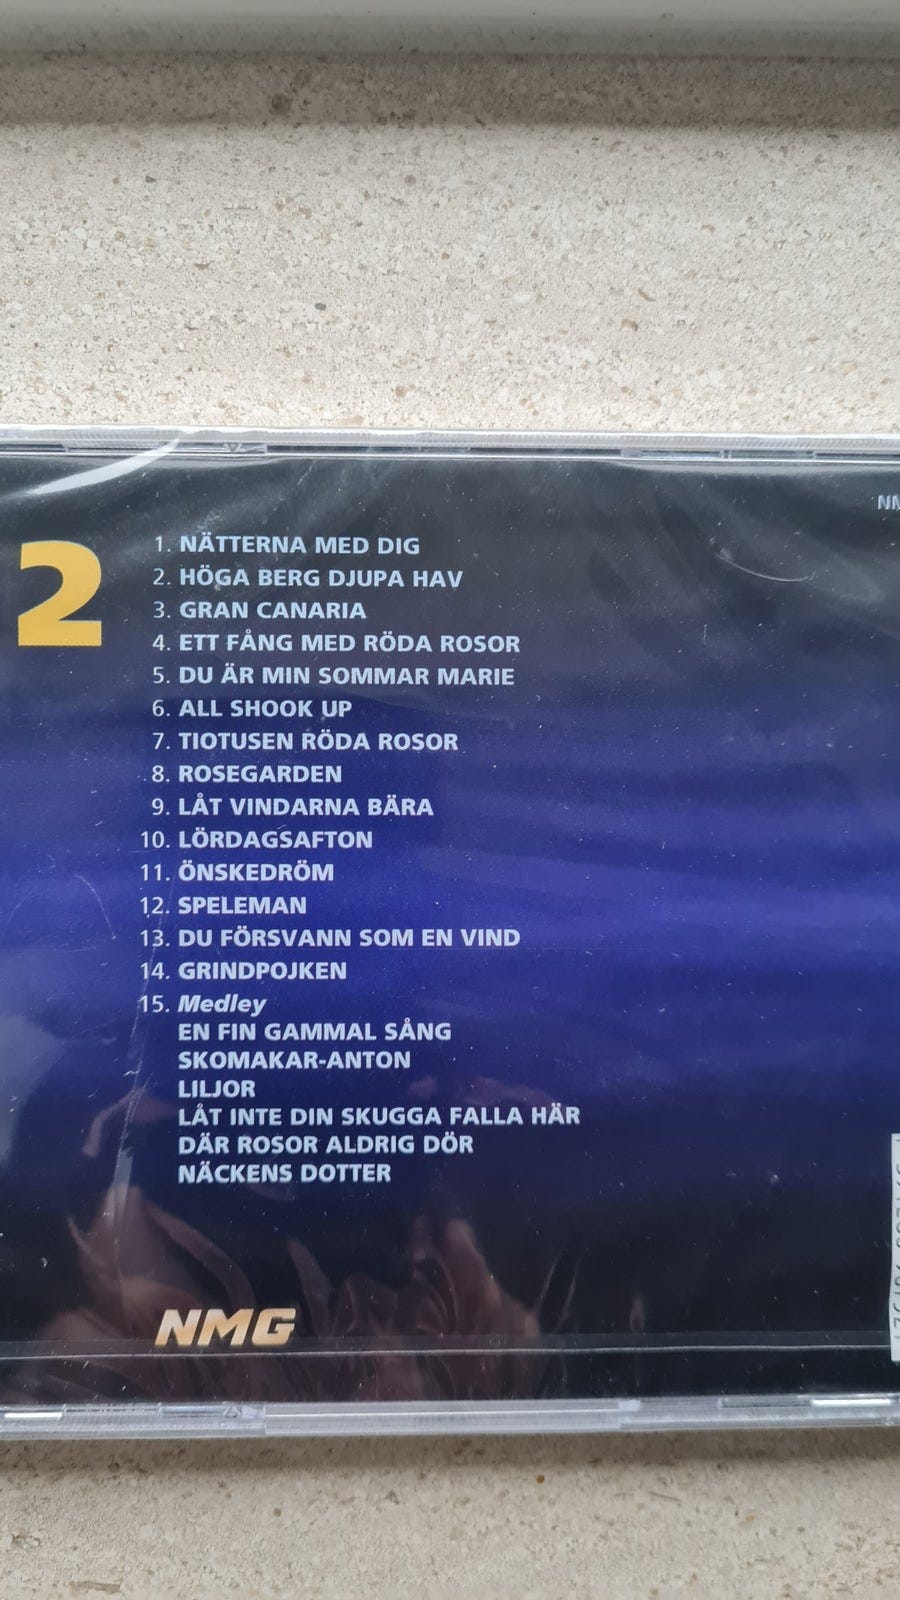 NM
2
1. NÄTTERNA MED DIG
2. HÖGA BERG DJUPA HAV
3. GRAN CANARIA
4. ETT FÅNG MED RÖDA ROSOR
5. DU ÄR MIN SOMMAR MARIE
6. ALL SHOOK UP
7. TIOTUSEN RÖDA ROSOR
8. ROSEGARDEN
9. LÅT VINDARNA BÄRA
10. LÖRDAGSAFTON
11. ÖNSKEDRÖM
12. SPELEMAN
13. DU FÖRSVANN SOM EN VIND
14. GRINDPOJKEN
15. Medley
EN FIN GAMMAL SÅNG
SKOMAKAR-ANTON
LILJOR
LÅT INTE DIN SKUGGA FALLA HÄR
DÄR ROSOR ALDRIG DÖR
NÄCKENS DOTTER
NMG